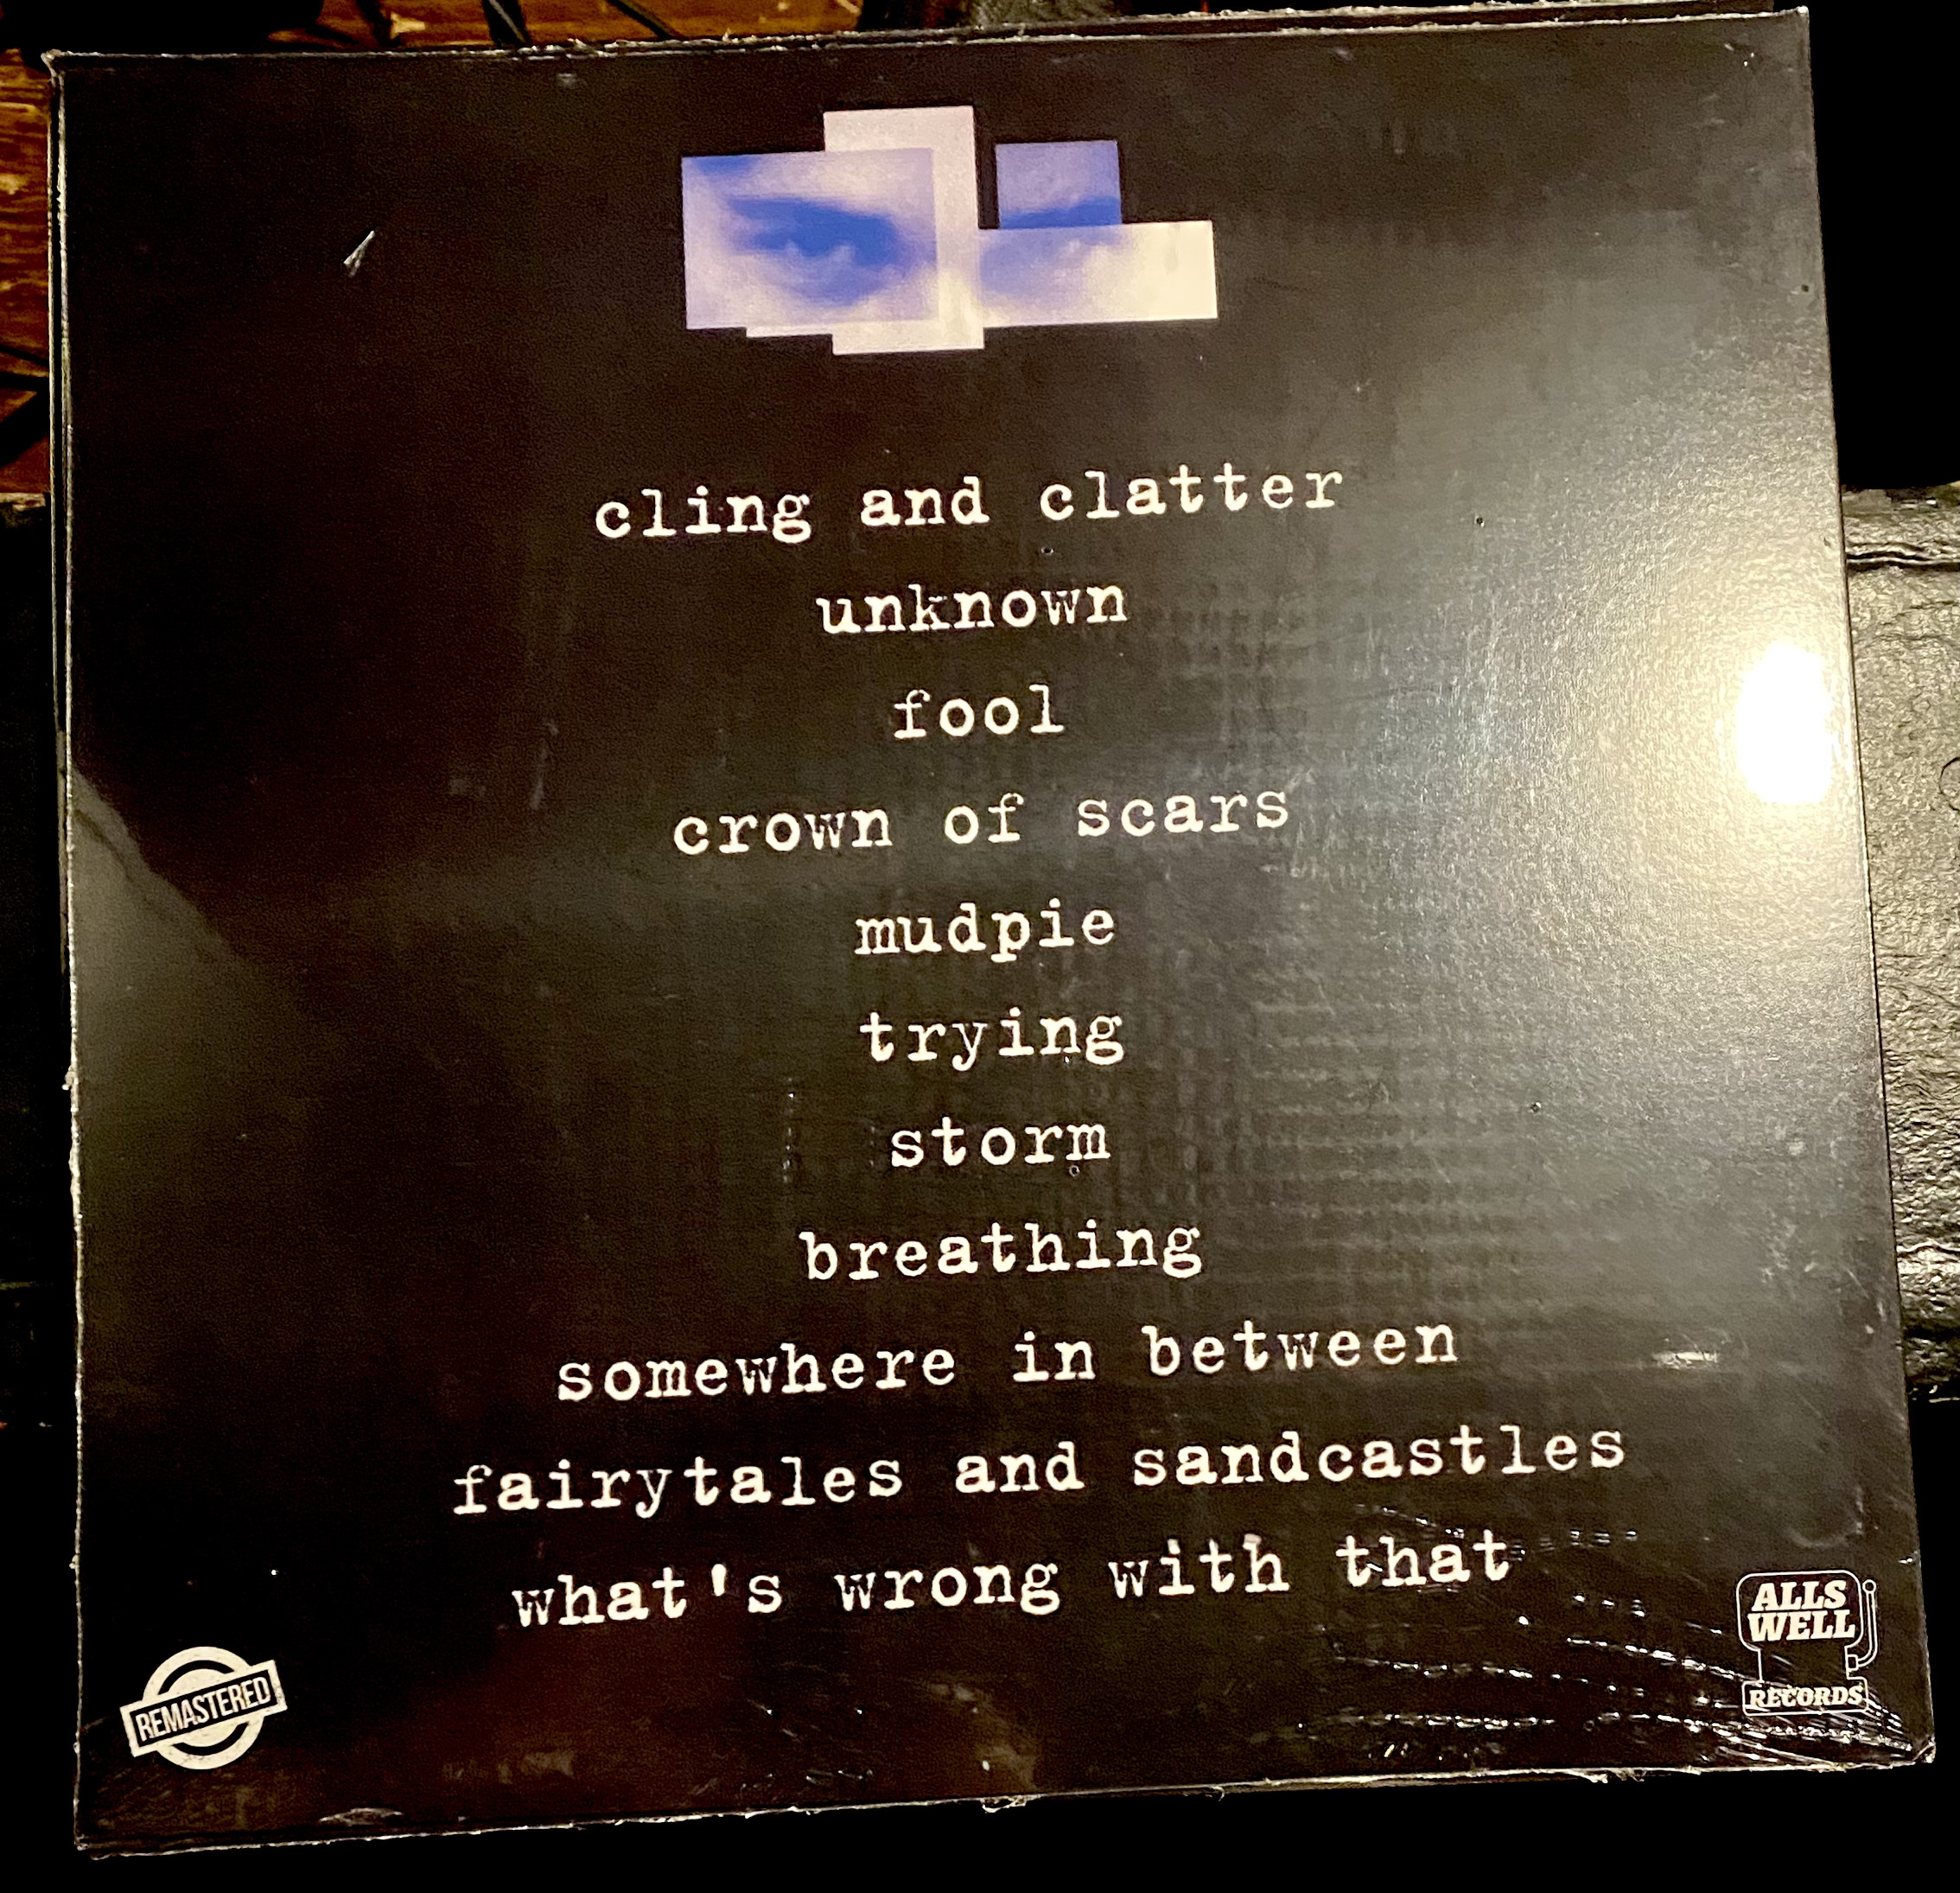 cling and clatter
unknown
fool
crown of scars
mudpie
trying
storm
breathing
somewhere in between
fairytales and sandcastles
what's wrong with that
REMASTERED
ALLS
WELL
RECORDS